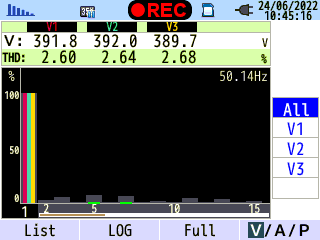 REC 24/06/2022
10:45:16
V1 V2 V3
V: 391.8 392.0 389.7 V
THD: 2.60 2.64 2.68 %
% 50.14Hz
100
50
0
1 2 5 10 15
All
V1
V2
V3
List LOG Full V/A/P